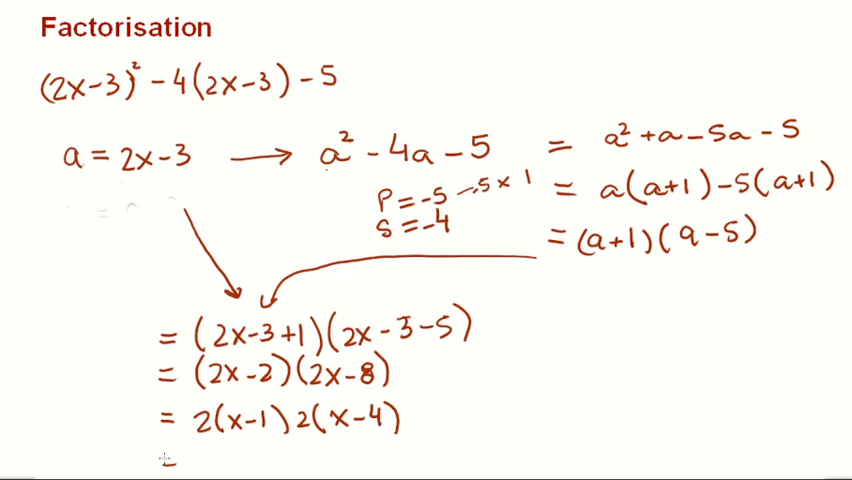 Factorisation
(2x-3)² - 4(2x-3) - 5
a = 2x-3 → a² - 4a - 5 = a² + a - 5a - 5
P = -5 → -5 × 1 = a(a+1) - 5(a+1)
S = -4
= (a+1)(a-5)
= (2x-3+1)(2x-3-5)
= (2x-2)(2x-8)
= 2(x-1)2(x-4)